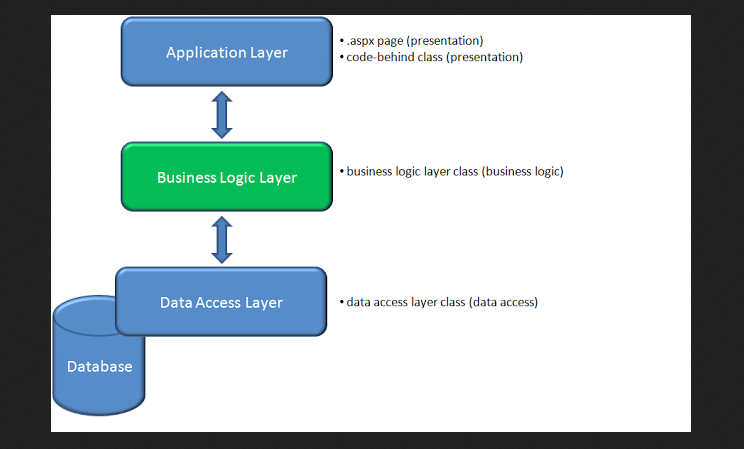 Application Layer
• .aspx page (presentation)
• code-behind class (presentation)
Business Logic Layer
• business logic layer class (business logic)
Data Access Layer
• data access layer class (data access)
Database